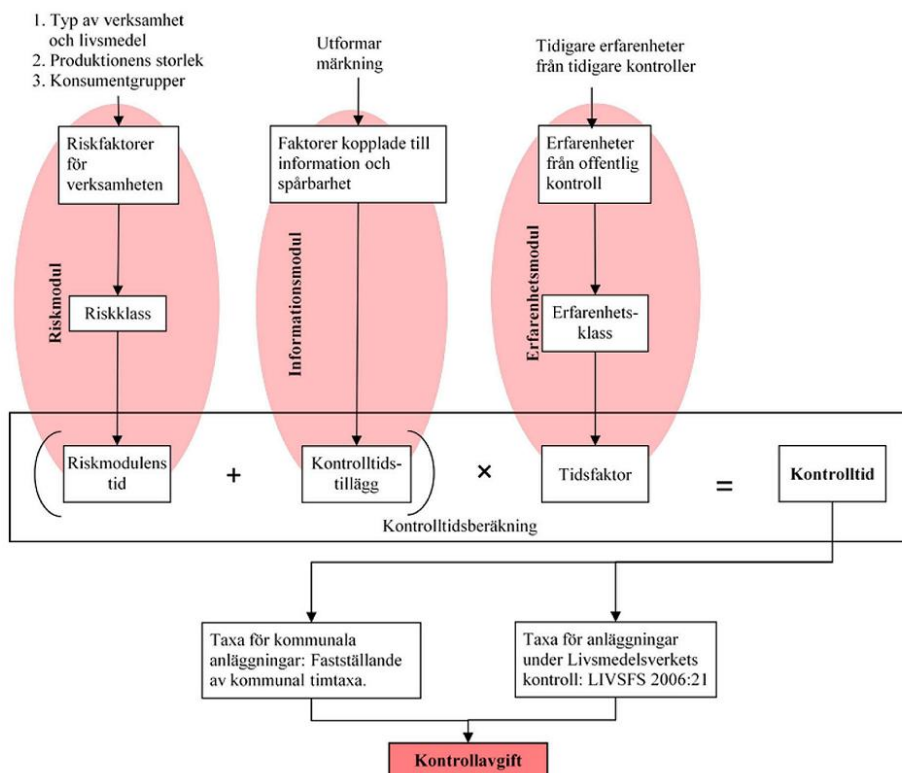 1. Typ av verksamhet
och livsmedel
2. Produktionens storlek
3. Konsumentgrupper
Utformar
märkning
Tidigare erfarenheter
från tidigare kontroller
Riskfaktorer
för
verksamheten
Faktorer kopplade till
information och
spårbarhet
Erfarenheter
från offentlig
kontroll
Riskmodul
Informationsmodul
Erfarenhetsmodul
Riskklass
Erfarenhets-
klass
(
Riskmodulens
tid
+
Kontrolltids-
tillägg
)
×
Tidsfaktor
=
Kontrolltid
Kontrolltidsberäkning
Taxa för kommunala
anläggningar: Fastställande
av kommunal timtaxa.
Taxa för anläggningar
under Livsmedelsverkets
kontroll: LIVSFS 2006:21
Kontrollavgift